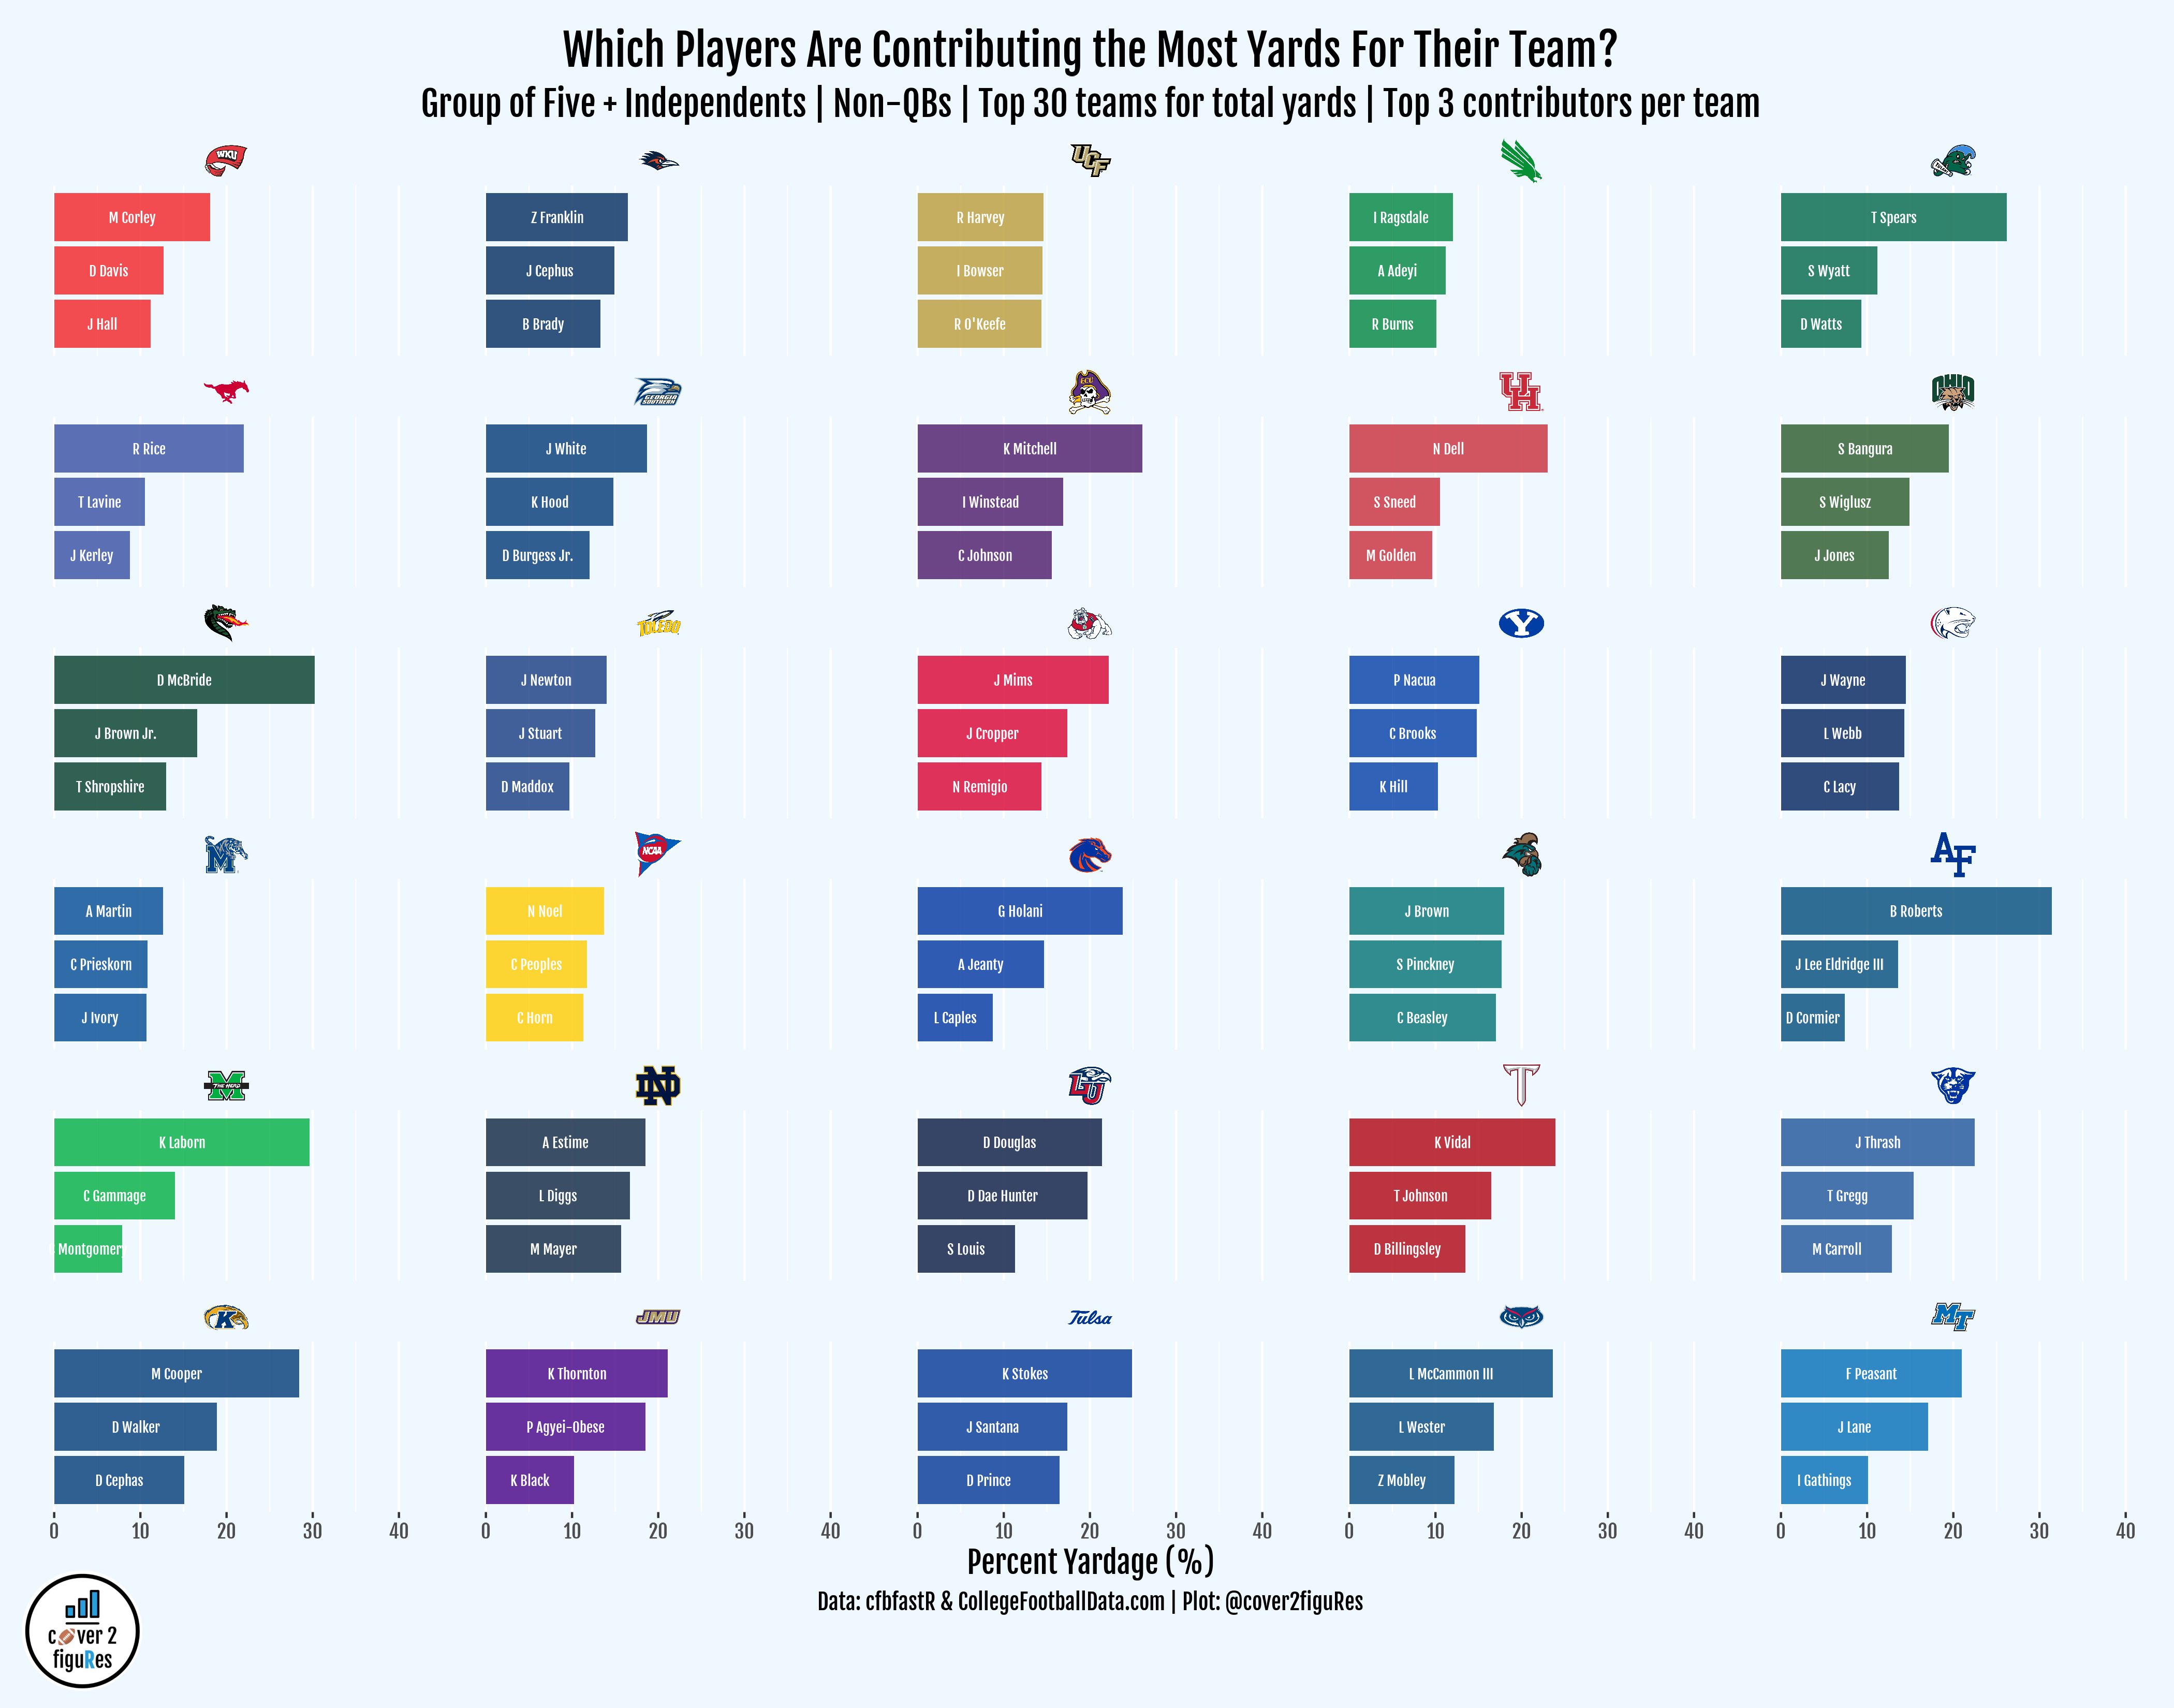 Which Players Are Contributing the Most Yards For Their Team?
Group of Five + Independents | Non-QBs | Top 30 teams for total yards | Top 3 contributors per team
WKU
UCF
M Corley
D Davis
J Hall
Z Franklin
J Cephus
B Brady
R Harvey
I Bowser
R O'Keefe
I Ragsdale
A Adeyi
R Burns
T Spears
S Wyatt
D Watts
GEORGIA
SOUTHERN
ECU
UH
OHIO
R Rice
T Lavine
J Kerley
J White
K Hood
D Burgess Jr.
K Mitchell
I Winstead
C Johnson
N Dell
S Sneed
M Golden
S Bangura
S Wiglusz
J Jones
TOLEDO
Y
D McBride
J Brown Jr.
T Shropshire
J Newton
J Stuart
D Maddox
J Mims
J Cropper
N Remigio
P Nacua
C Brooks
K Hill
J Wayne
L Webb
C Lacy
M
NCAA
AF
A Martin
C Prieskorn
J Ivory
N Noel
C Peoples
C Horn
G Holani
A Jeanty
L Caples
J Brown
S Pinckney
C Beasley
B Roberts
J Lee Eldridge III
D Cormier
M
THE HERD
ND
LU
T
K Laborn
C Gammage
Montgomer
A Estime
L Diggs
M Mayer
D Douglas
D Dae Hunter
S Louis
K Vidal
T Johnson
D Billingsley
J Thrash
T Gregg
M Carroll
K
JMU
Tulsa
MT
M Cooper
D Walker
D Cephas
K Thornton
P Agyei-Obese
K Black
K Stokes
J Santana
D Prince
L McCammon III
L Wester
Z Mobley
F Peasant
J Lane
I Gathings
0 10 20 30 40 0 10 20 30 40 0 10 20 30 40 0 10 20 30 40 0 10 20 30 40
Percent Yardage (%)
Data: cfbfastR & CollegeFootballData.com | Plot: @cover2figuRes
c ver 2
figuRes